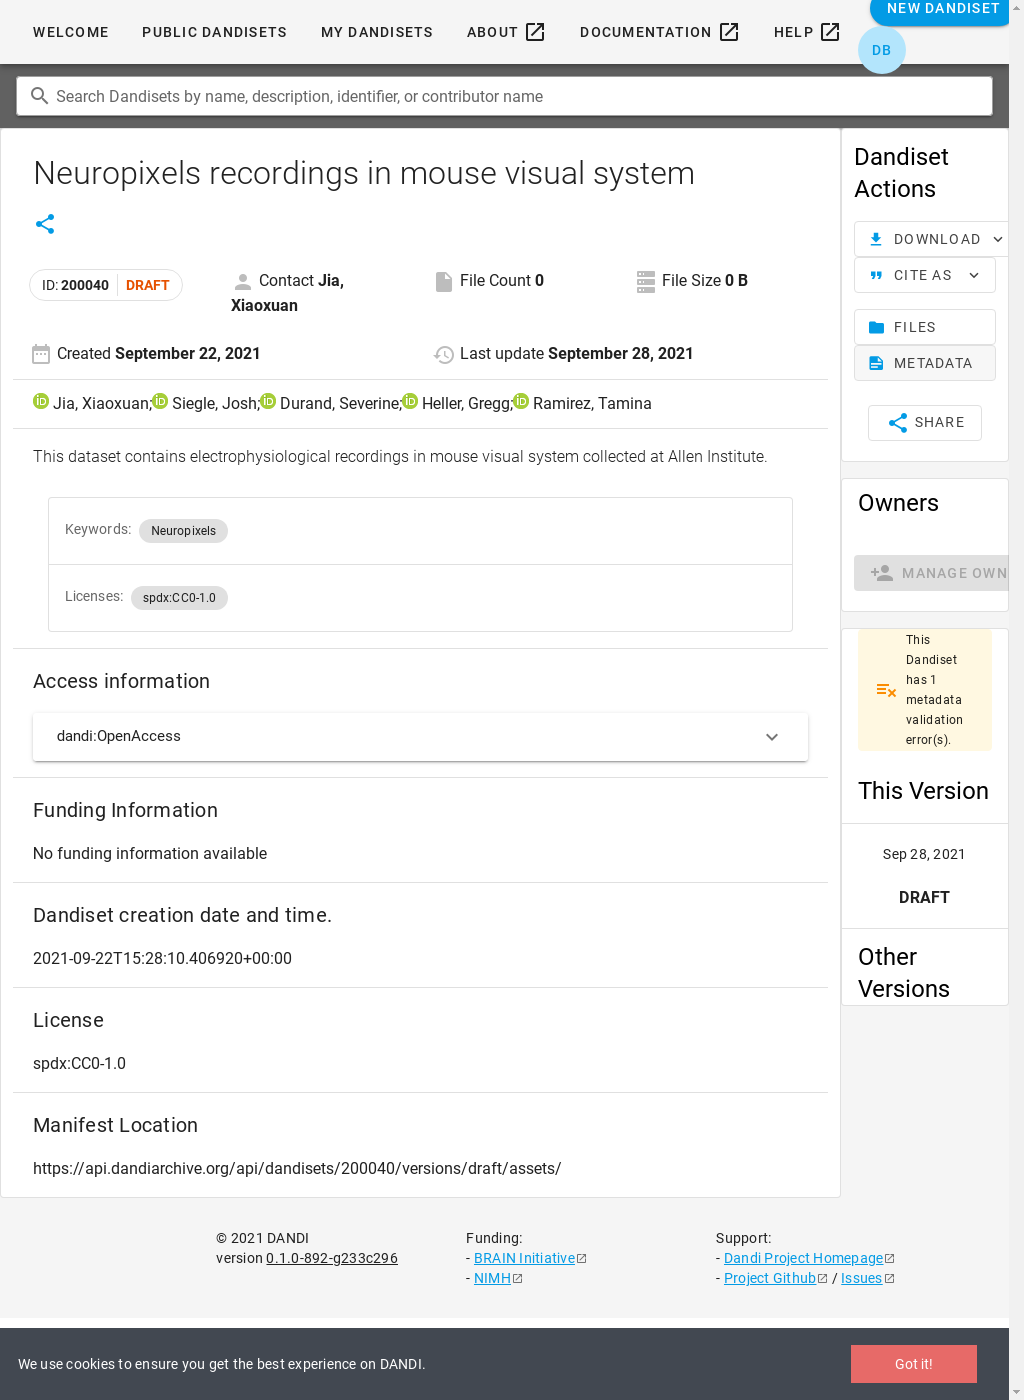 WELCOME
PUBLIC DANDISETS
MY DANDISETS
ABOUT
DOCUMENTATION
HELP
NEW DANDISET
DB
Search Dandisets by name, description, identifier, or contributor name
Neuropixels recordings in mouse visual system
ID: 200040 DRAFT
Contact Jia,
Xiaoxuan
File Count 0
File Size 0 B
Created September 22, 2021
Last update September 28, 2021
Jia, Xiaoxuan; Siegle, Josh; Durand, Severine; Heller, Gregg; Ramirez, Tamina
This dataset contains electrophysiological recordings in mouse visual system collected at Allen Institute.
Keywords: Neuropixels
Licenses: spdx:CC0-1.0
Access information
dandi:OpenAccess
Funding Information
No funding information available
Dandiset creation date and time.
2021-09-22T15:28:10.406920+00:00
License
spdx:CC0-1.0
Manifest Location
https://api.dandiarchive.org/api/dandisets/200040/versions/draft/assets/
Dandiset
Actions
DOWNLOAD
CITE AS
FILES
METADATA
SHARE
Owners
MANAGE OWN
This
Dandiset
has 1
metadata
validation
error(s).
This Version
Sep 28, 2021
DRAFT
Other
Versions
© 2021 DANDI
version 0.1.0-892-g233c296
Funding:
- BRAIN Initiative
- NIMH
Support:
- Dandi Project Homepage
- Project Github / Issues
We use cookies to ensure you get the best experience on DANDI.
Got it!